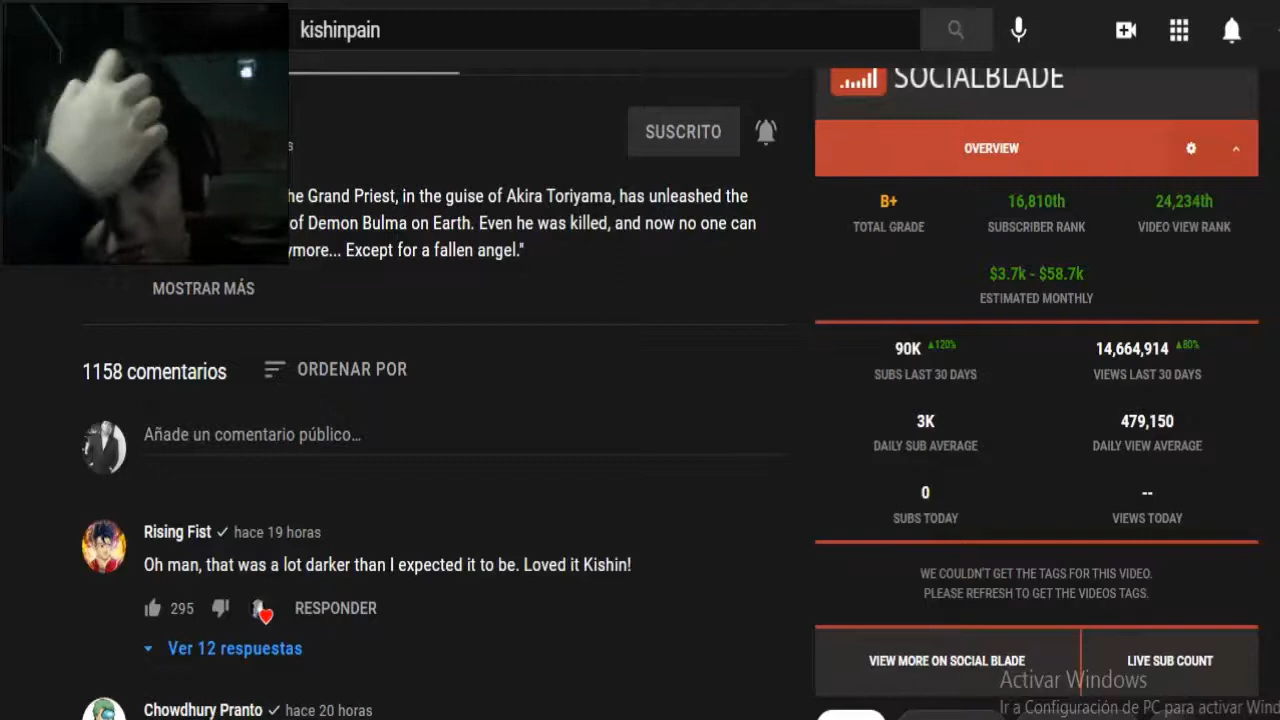 kishinpain
SOCIALBLADE
SUSCRITO
OVERVIEW
s
he Grand Priest, in the guise of Akira Toriyama, has unleashed the
of Demon Bulma on Earth. Even he was killed, and now no one can
ymore... Except for a fallen angel."
MOSTRAR MÁS
B+
16,810th
24,234th
TOTAL GRADE
SUBSCRIBER RANK
VIDEO VIEW RANK
$3.7k - $58.7k
ESTIMATED MONTHLY
90K ▲120%
14,664,914 ▲80%
SUBS LAST 30 DAYS
VIEWS LAST 30 DAYS
3K
479,150
DAILY SUB AVERAGE
DAILY VIEW AVERAGE
0
--
SUBS TODAY
VIEWS TODAY
WE COULDN'T GET THE TAGS FOR THIS VIDEO.
PLEASE REFRESH TO GET THE VIDEOS TAGS.
VIEW MORE ON SOCIAL BLADE
LIVE SUB COUNT
1158 comentarios
ORDENAR POR
Añade un comentario público...
Rising Fist hace 19 horas
Oh man, that was a lot darker than I expected it to be. Loved it Kishin!
295
RESPONDER
Ver 12 respuestas
Chowdhury Pranto hace 20 horas
Activar Windows
Ir a Configuración de PC para activar Wind